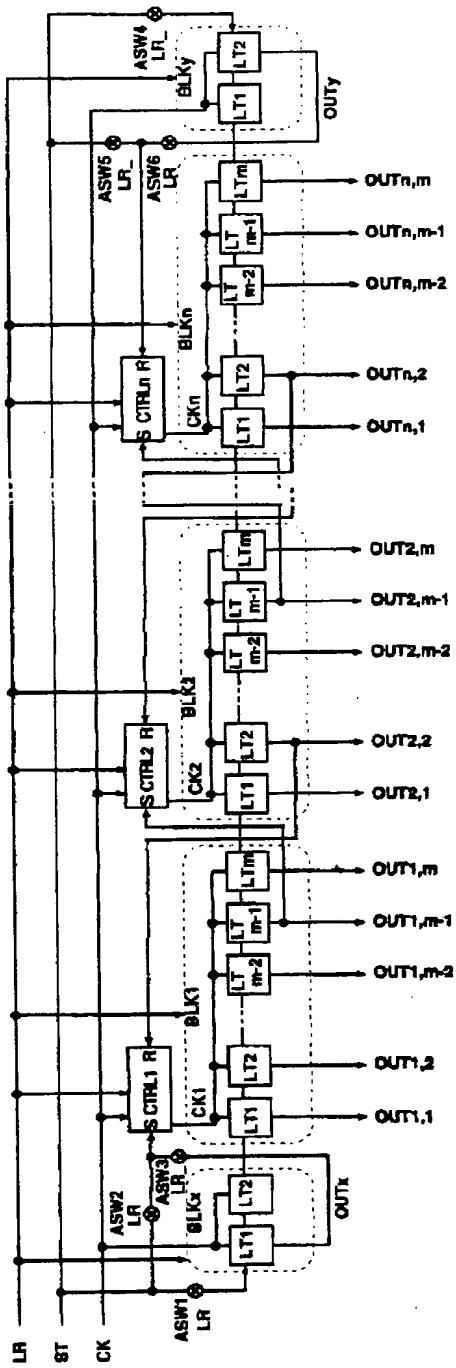 LR
ST
CK
ASW1
LR
ASW2
LR
ASW3
LR_
BLKx
LT1
LT2
OUTx
S CTRL1 R
CK1
BLK1
LT1
LT2
LT
m-2
LT
m-1
LTm
OUT1,1
OUT1,2
OUT1,m-2
OUT1,m-1
OUT1,m
S CTRL2 R
CK2
BLK2
LT1
LT2
LT
m-2
LT
m-1
LTm
OUT2,1
OUT2,2
OUT2,m-2
OUT2,m-1
OUT2,m
S CTRLn R
CKn
BLKn
LT1
LT2
LT
m-2
LT
m-1
LTm
OUTn,1
OUTn,2
OUTn,m-2
OUTn,m-1
OUTn,m
ASW5
LR_
ASW6
LR
ASW4
LR_
BLKy
LT1
LT2
OUTy